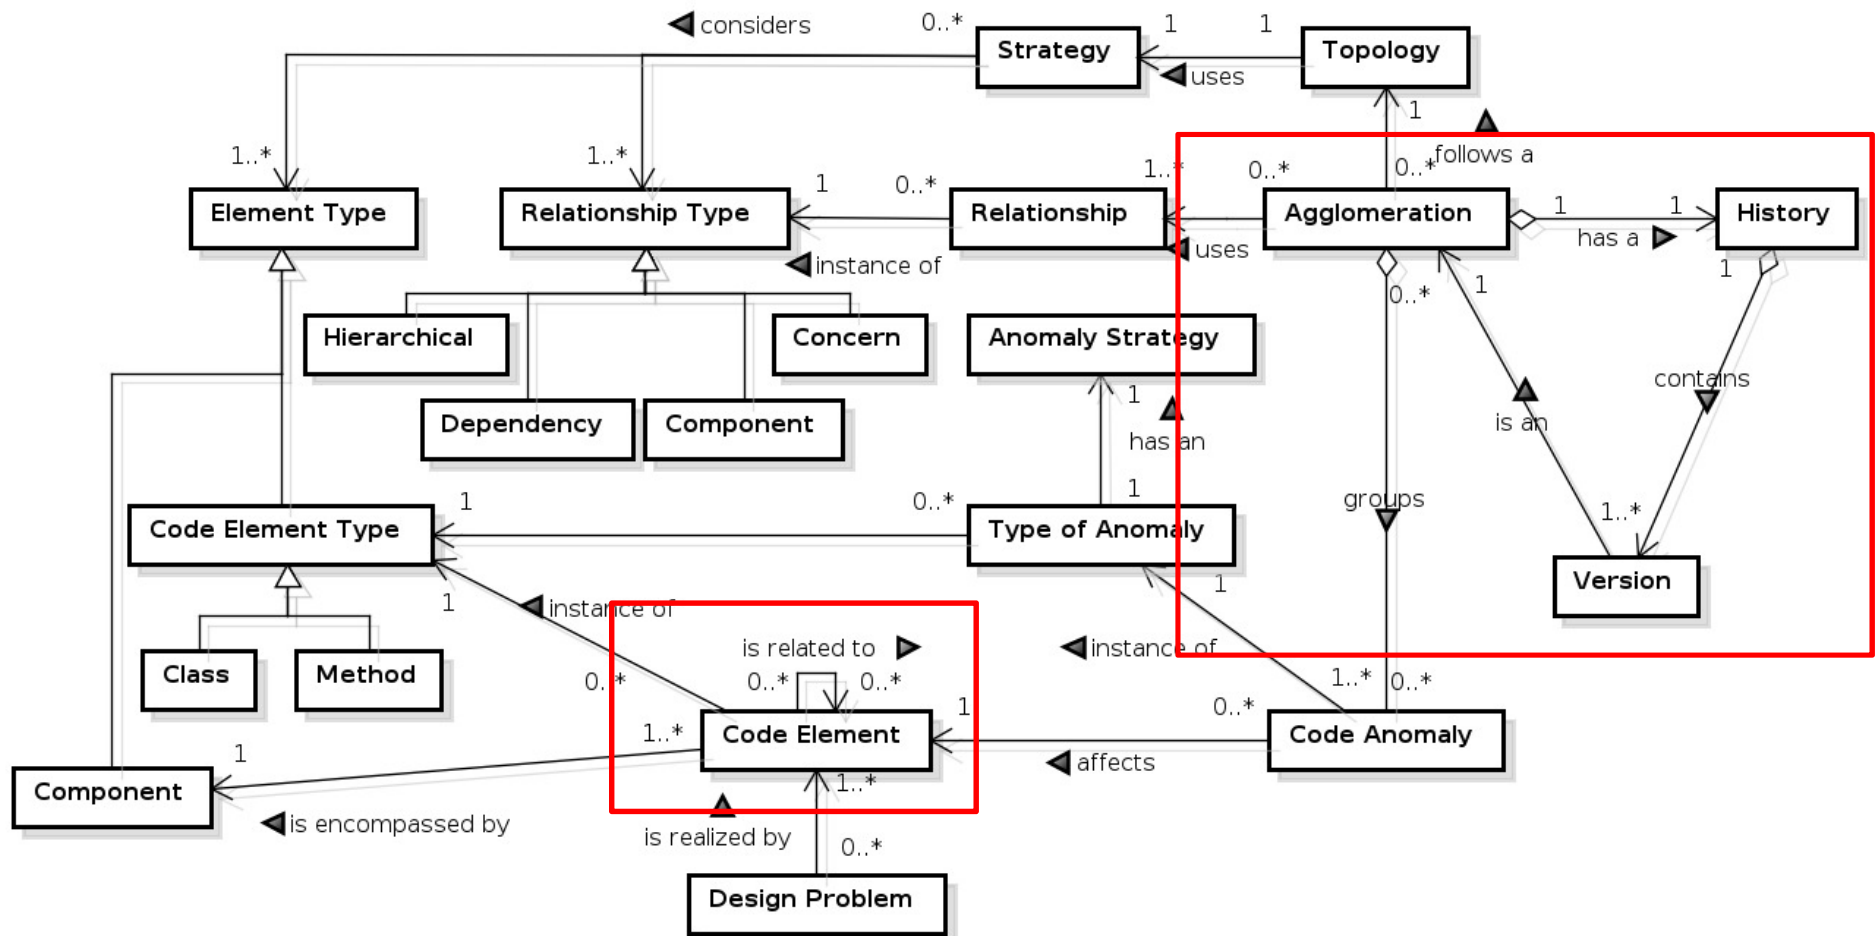 considers
0..*
Strategy
1
1
Topology
uses
1
follows a
1..*
1..*
1
0..*
1..*
0..*
0..*
Element Type
Relationship Type
Relationship
Agglomeration
1
1
History
has a
instance of
uses
1
1
0..*
Hierarchical
Concern
Anomaly Strategy
contains
1
is an
Dependency
Component
has an
1
0..*
1
groups
1..*
Code Element Type
Type of Anomaly
Version
1
1
instance of
is related to
instance of
Class
Method
0..*
0..*
0..*
1..*
0..*
1..*
1
0..*
Code Element
Code Anomaly
1
affects
Component
1..*
is encompassed by
is realized by
0..*
Design Problem